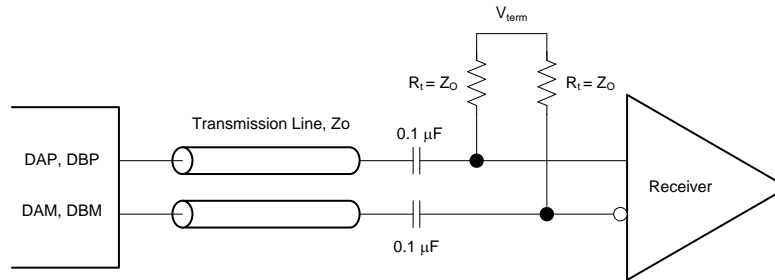 V_term
R_t = Z_O
R_t = Z_O
Transmission Line, Zo
0.1 μF
DAP, DBP
DAM, DBM
Receiver
0.1 μF